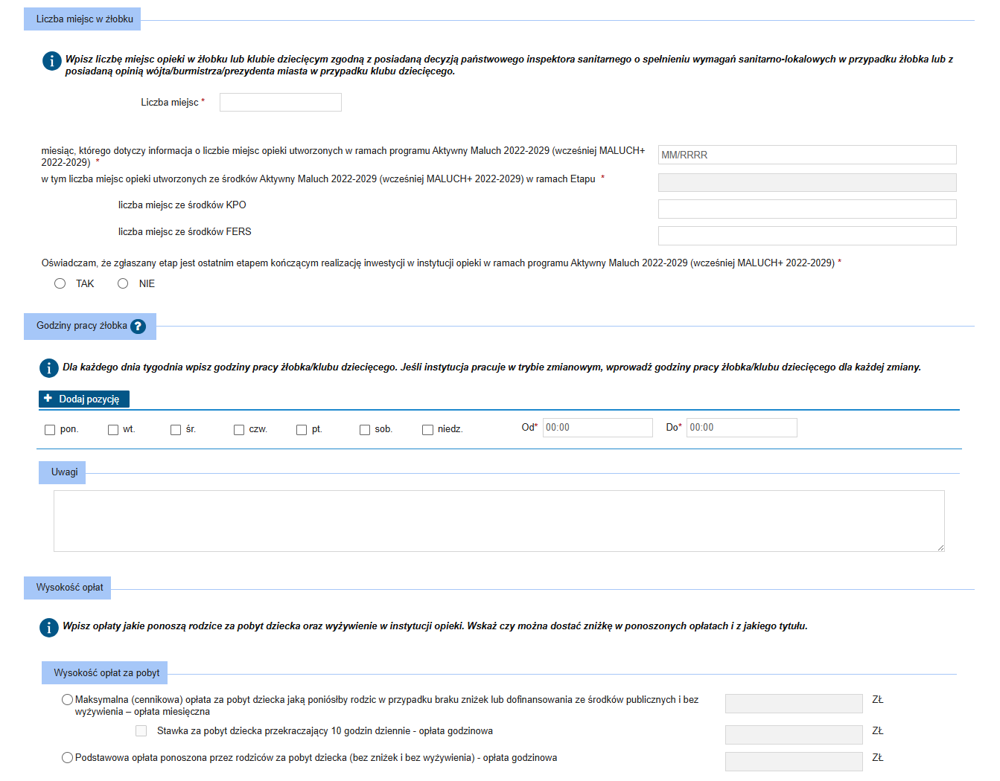 Liczba miejsc w żłobku
Wpisz liczbę miejsc opieki w żłobku lub klubie dziecięcym zgodną z posiadaną decyzją państwowego inspektora sanitarnego o spełnieniu wymagań sanitarno-lokalowych w przypadku żłobka lub z
posiadaną opinią wójta/burmistrza/prezydenta miasta w przypadku klubu dziecięcego.
Liczba miejsc *
miesiąc, którego dotyczy informacja o liczbie miejsc opieki utworzonych w ramach programu Aktywny Maluch 2022-2029 (wcześniej MALUCH+
2022-2029) *
MM/RRRR
w tym liczba miejsc opieki utworzonych ze środków Aktywny Maluch 2022-2029 (wcześniej MALUCH+ 2022-2029) w ramach Etapu *
liczba miejsc ze środków KPO
liczba miejsc ze środków FERS
Oświadczam, że zgłaszany etap jest ostatnim etapem kończącym realizację inwestycji w instytucji opieki w ramach programu Aktywny Maluch 2022-2029 (wcześniej MALUCH+ 2022-2029) *
TAK NIE
Godziny pracy żłobka ?
Dla każdego dnia tygodnia wpisz godziny pracy żłobka/klubu dziecięcego. Jeśli instytucja pracuje w trybie zmianowym, wprowadź godziny pracy żłobka/klubu dziecięcego dla każdej zmiany.
+ Dodaj pozycję
pon. wt. śr. czw. pt. sob. niedz. Od* 00:00 Do* 00:00
Uwagi
Wysokość opłat
Wpisz opłaty jakie ponoszą rodzice za pobyt dziecka oraz wyżywienie w instytucji opieki. Wskaż czy można dostać zniżkę w ponoszonych opłatach i z jakiego tytułu.
Wysokość opłat za pobyt
Maksymalna (cennikowa) opłata za pobyt dziecka jaką poniósłby rodzic w przypadku braku zniżek lub dofinansowania ze środków publicznych i bez
wyżywienia – opłata miesięczna
ZŁ
Stawka za pobyt dziecka przekraczający 10 godzin dziennie - opłata godzinowa ZŁ
Podstawowa opłata ponoszona przez rodziców za pobyt dziecka (bez zniżek i bez wyżywienia) - opłata godzinowa ZŁ